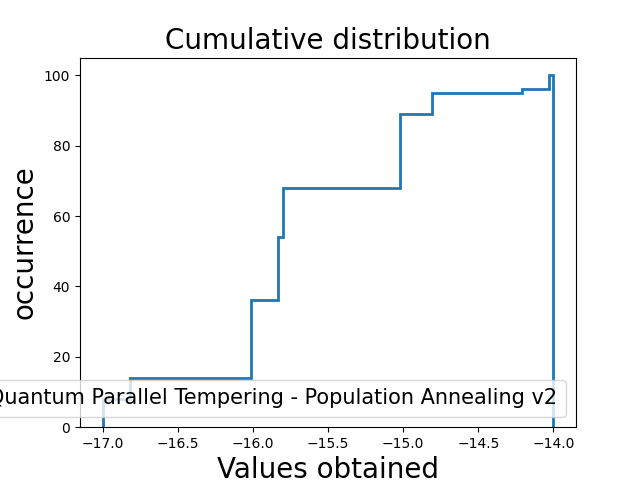 Cumulative distribution
100
80
60
40
20
0
occurrence
Quantum Parallel Tempering - Population Annealing v2
−17.0 −16.5 −16.0 −15.5 −15.0 −14.5 −14.0
Values obtained